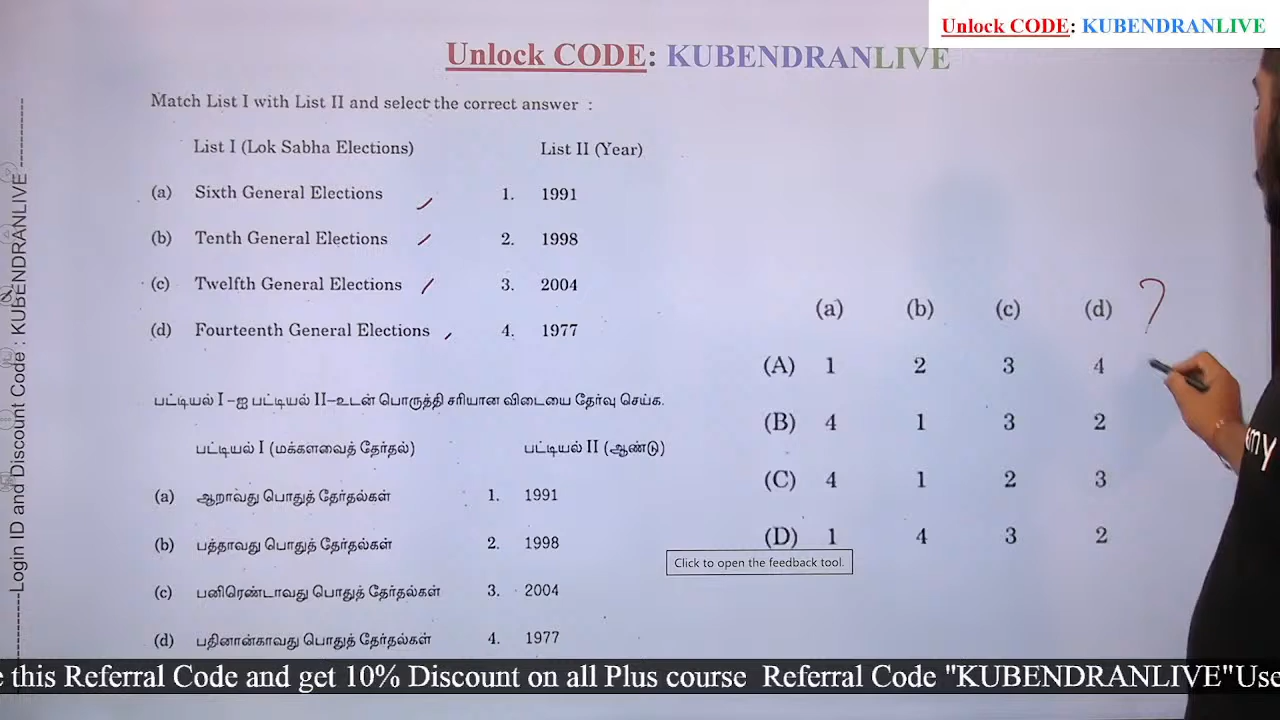 Unlock CODE: KUBENDRANLIVE
Unlock CODE: KUBENDRANLIVE
Login ID and Discount Code : KUBENDRANLIVE
Match List I with List II and select the correct answer :
List I (Lok Sabha Elections) List II (Year)
(a) Sixth General Elections 1. 1991
(b) Tenth General Elections 2. 1998
(c) Twelfth General Elections 3. 2004
(d) Fourteenth General Elections 4. 1977
பட்டியல் I -ஐ பட்டியல் II-உடன் பொருத்தி சரியான விடையை தேர்வு செய்க.
பட்டியல் I (மக்களவைத் தேர்தல்) பட்டியல் II (ஆண்டு)
(a) ஆறாவது பொதுத் தேர்தல்கள் 1. 1991
(b) பத்தாவது பொதுத் தேர்தல்கள் 2. 1998
(c) பனிரெண்டாவது பொதுத் தேர்தல்கள் 3. 2004
(d) பதினான்காவது பொதுத் தேர்தல்கள் 4. 1977
(a) (b) (c) (d) ?
(A) 1 2 3 4
(B) 4 1 3 2
(C) 4 1 2 3
(D) 1 4 3 2
Click to open the feedback tool.
my
e this Referral Code and get 10% Discount on all Plus course Referral Code "KUBENDRANLIVE"Use